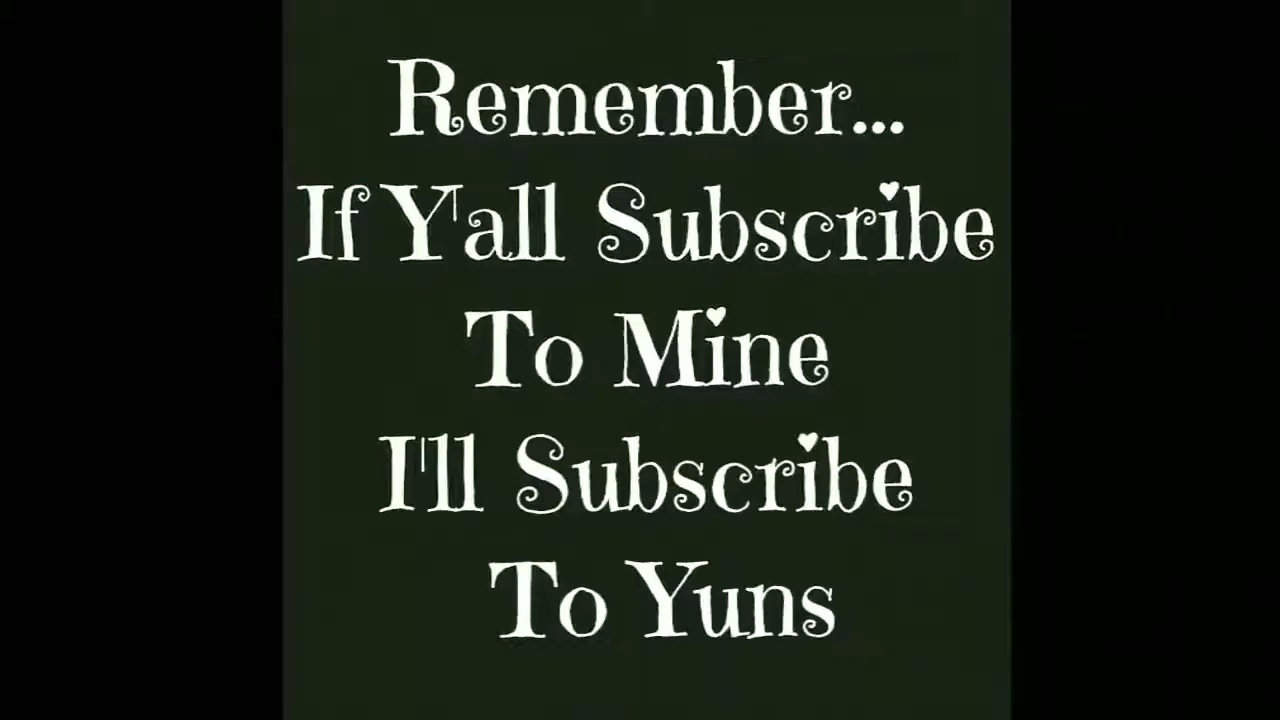 Remember...
If Y'all Subscribe
To Mine
I'll Subscribe
To Yuns